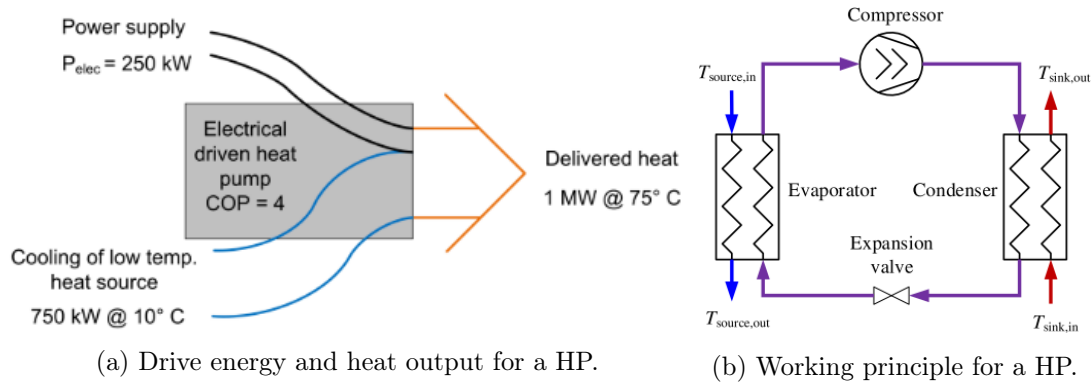 Power supply
P_elec = 250 kW
Electrical
driven heat
pump
COP = 4
Delivered heat
1 MW @ 75° C
Cooling of low temp.
heat source
750 kW @ 10° C
(a) Drive energy and heat output for a HP.
Compressor
T_source,in
T_sink,out
Evaporator
Condenser
Expansion
valve
T_source,out
T_sink,in
(b) Working principle for a HP.